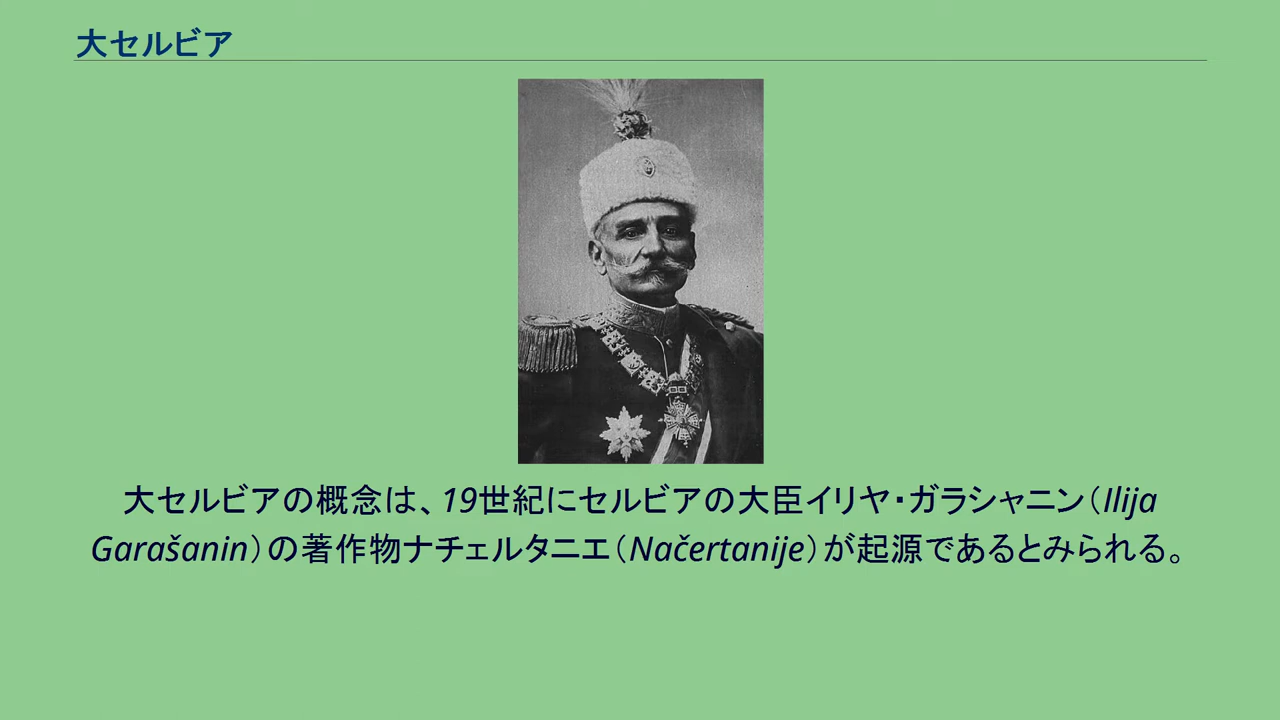 大セルビア
大セルビアの概念は、19世紀にセルビアの大臣イリヤ・ガラシャニン（Ilija
Garašanin）の著作物ナチェルタニエ（Načertanije）が起源であるとみられる。